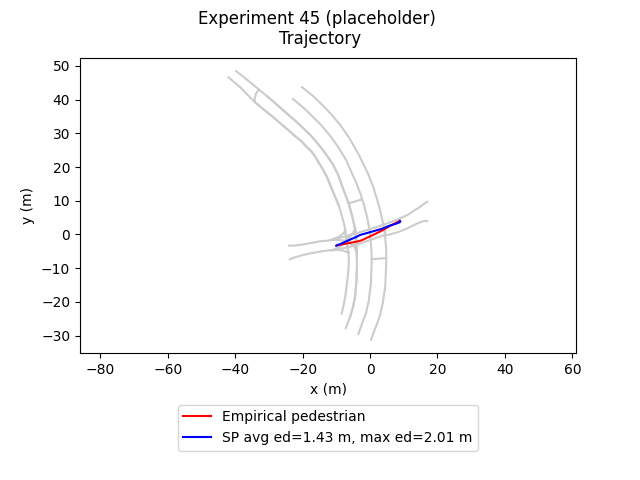 Experiment 45 (placeholder)
Trajectory
50
40
30
20
10
0
−10
−20
−30
y (m)
−80 −60 −40 −20 0 20 40 60
x (m)
Empirical pedestrian
SP avg ed=1.43 m, max ed=2.01 m